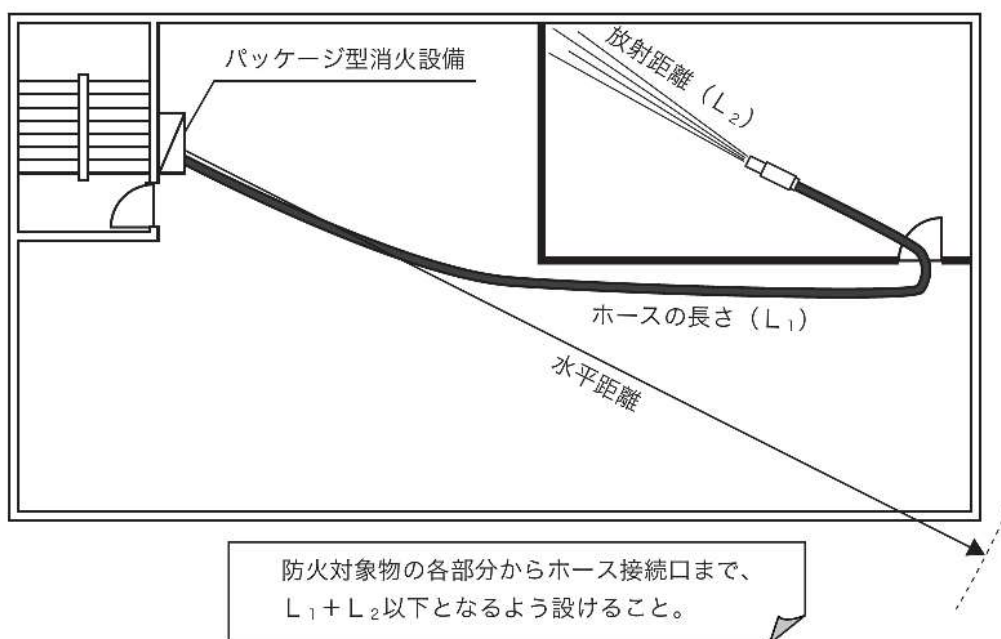 パッケージ型消火設備
放射距離（L₂）
ホースの長さ（L₁）
水平距離
防火対象物の各部分からホース接続口まで、
L₁＋L₂以下となるよう設けること。